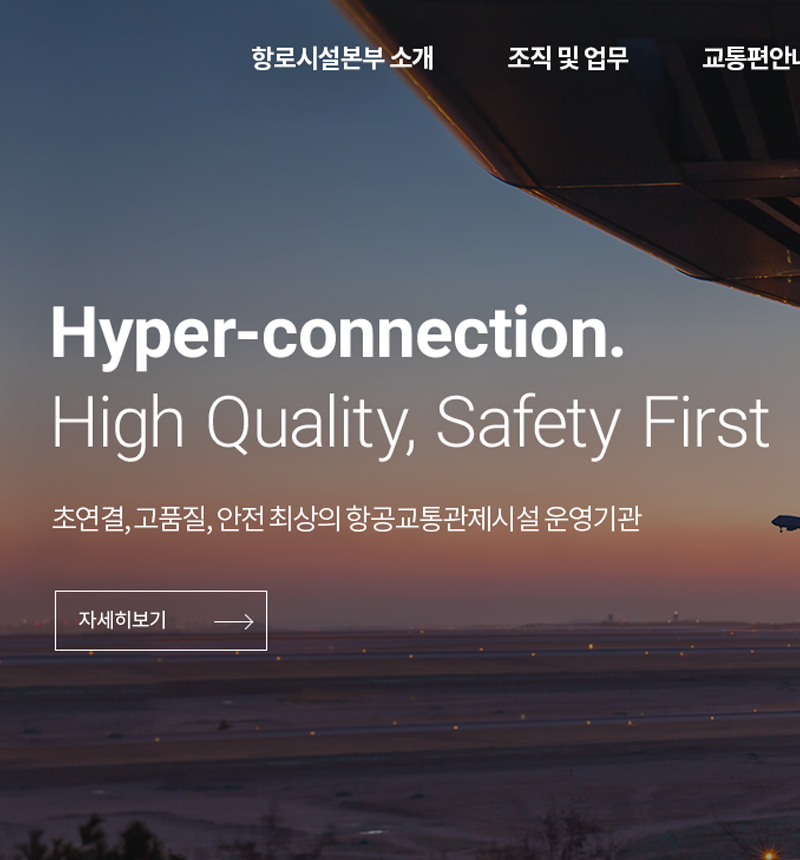 항로시설본부 소개 조직 및 업무 교통편안
Hyper-connection.
High Quality, Safety First
초연결, 고품질, 안전 최상의 항공교통관제시설 운영기관
자세히보기